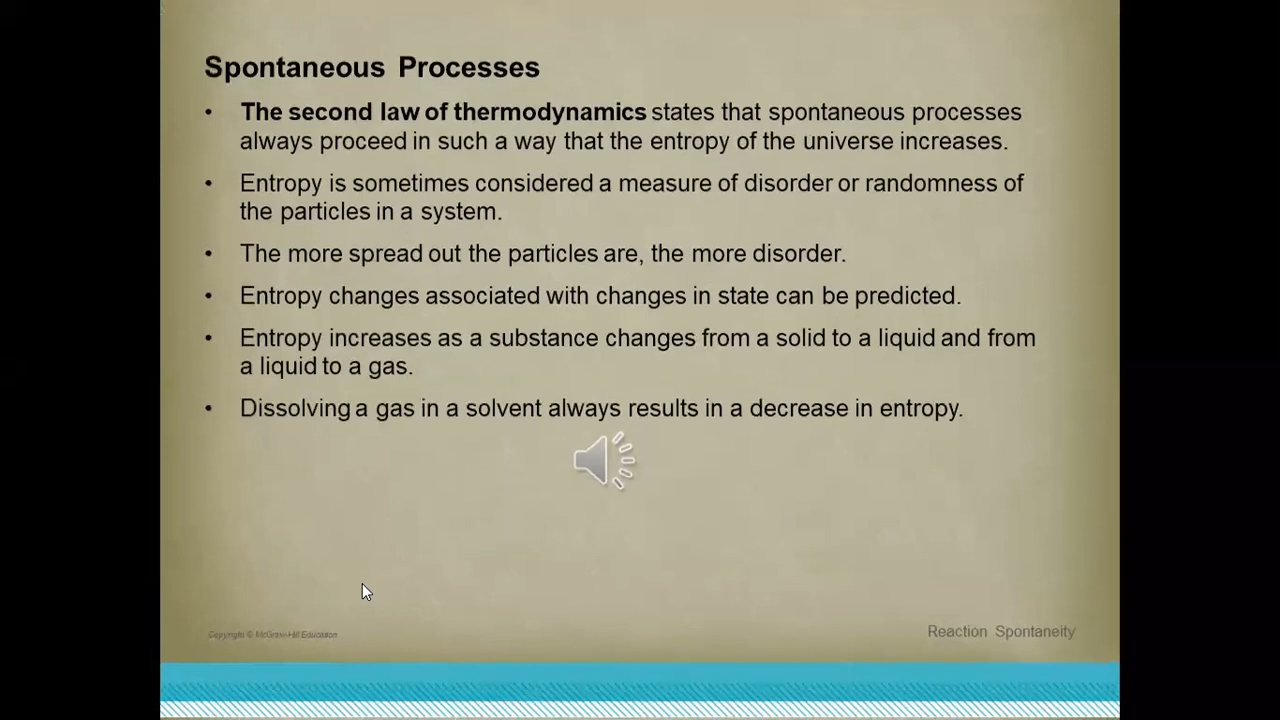 Spontaneous Processes
• The second law of thermodynamics states that spontaneous processes
always proceed in such a way that the entropy of the universe increases.
• Entropy is sometimes considered a measure of disorder or randomness of
the particles in a system.
• The more spread out the particles are, the more disorder.
• Entropy changes associated with changes in state can be predicted.
• Entropy increases as a substance changes from a solid to a liquid and from
a liquid to a gas.
• Dissolving a gas in a solvent always results in a decrease in entropy.
Copyright © McGraw-Hill Education
Reaction Spontaneity